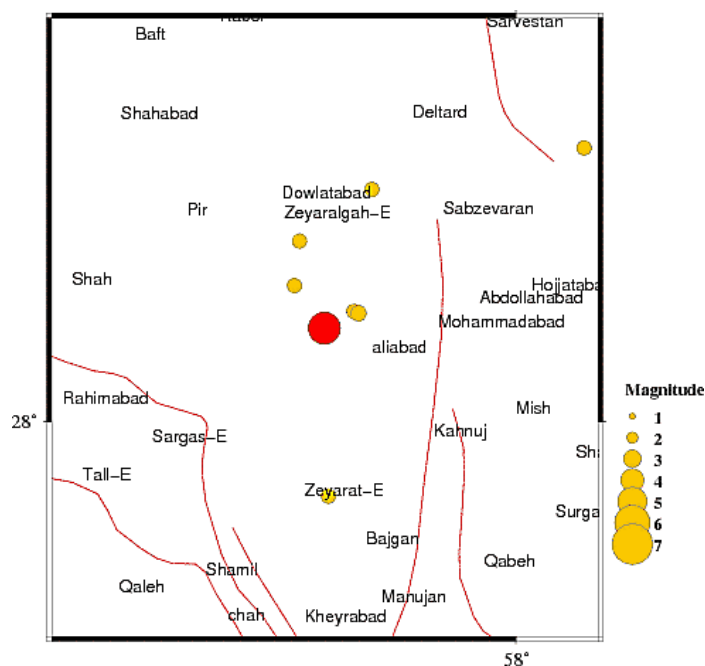 Sarvestan
Baft
Shahabad
Deltard
Dowlatabad
Zeyaralgah-E
Pir
Sabzevaran
Shah
Abdollahabad
Mohammadabad
aliabad
Magnitude
Rahimabad
Mish
1
28°
Kahnuj
2
Sargas-E
3
Tall-E
4
Zeyarat-E
5
6
Bajgan
7
Qabeh
Shamil
Qaleh
Manujan
chah
Kheyrabad
58°